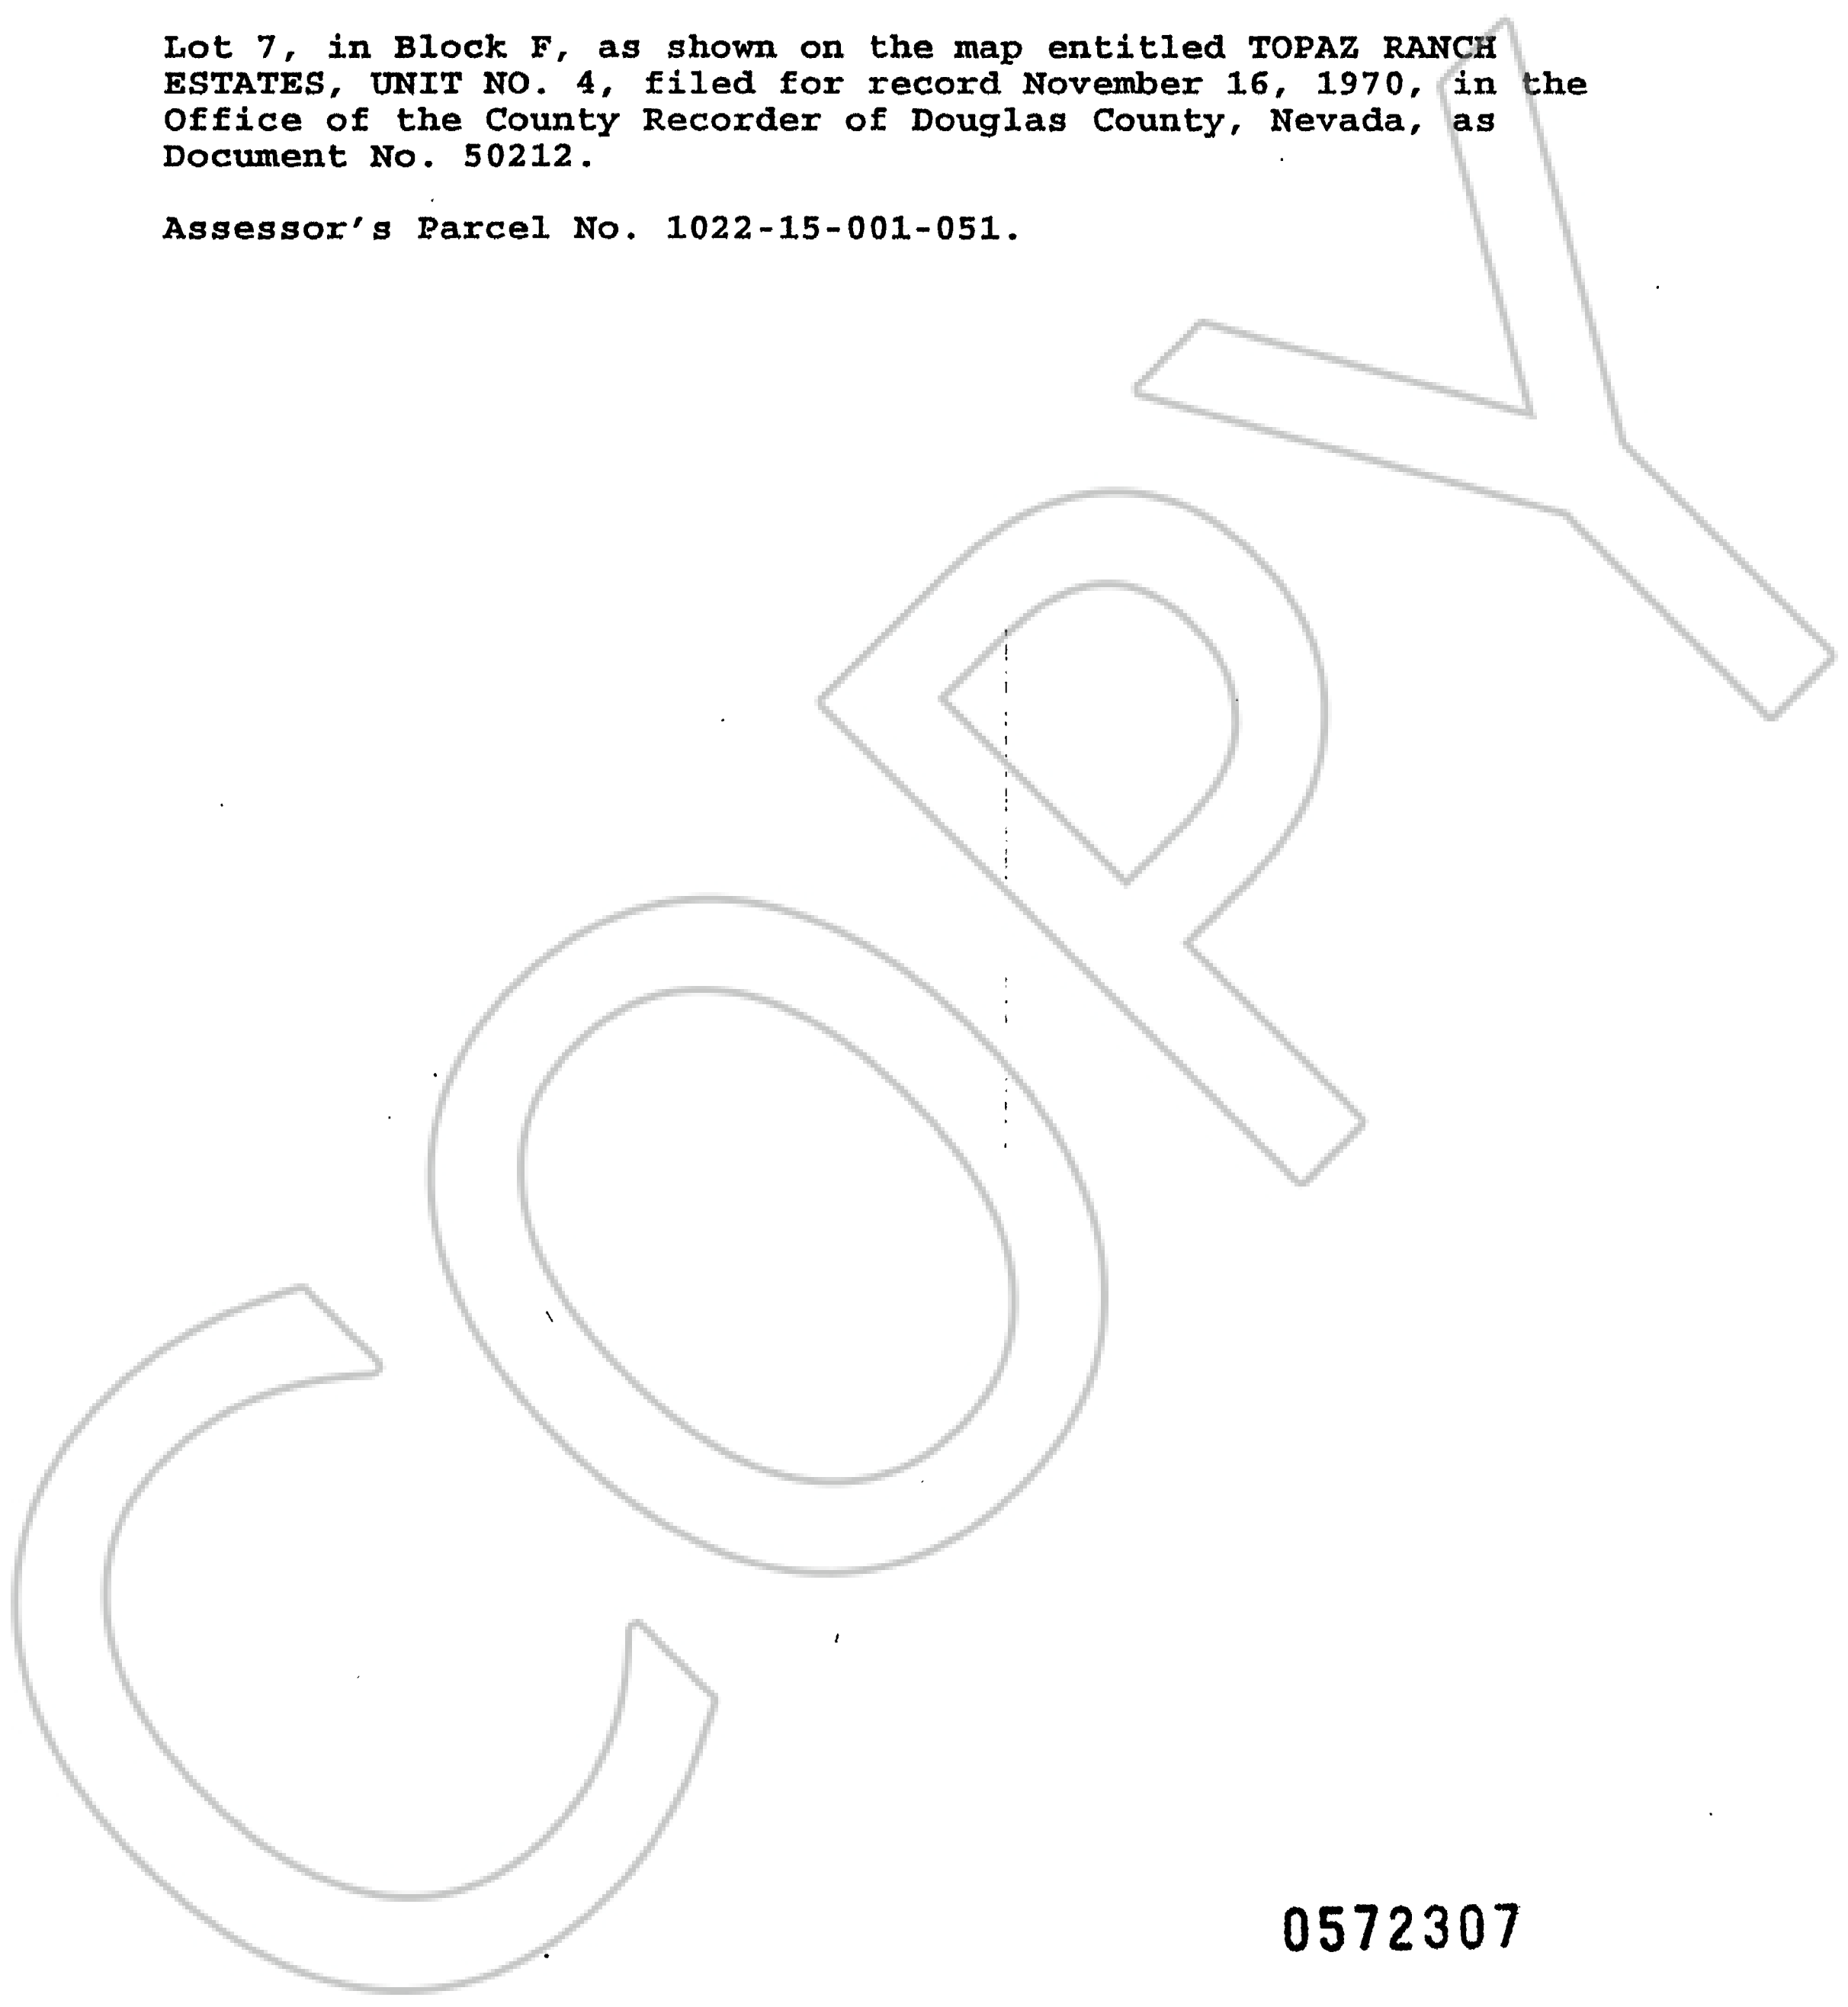 Lot 7, in Block F, as shown on the map entitled TOPAZ RANCH
ESTATES, UNIT NO. 4, filed for record November 16, 1970, in the
Office of the County Recorder of Douglas County, Nevada, as
Document No. 50212.
Assessor's Parcel No. 1022-15-001-051.
COPY
0572307